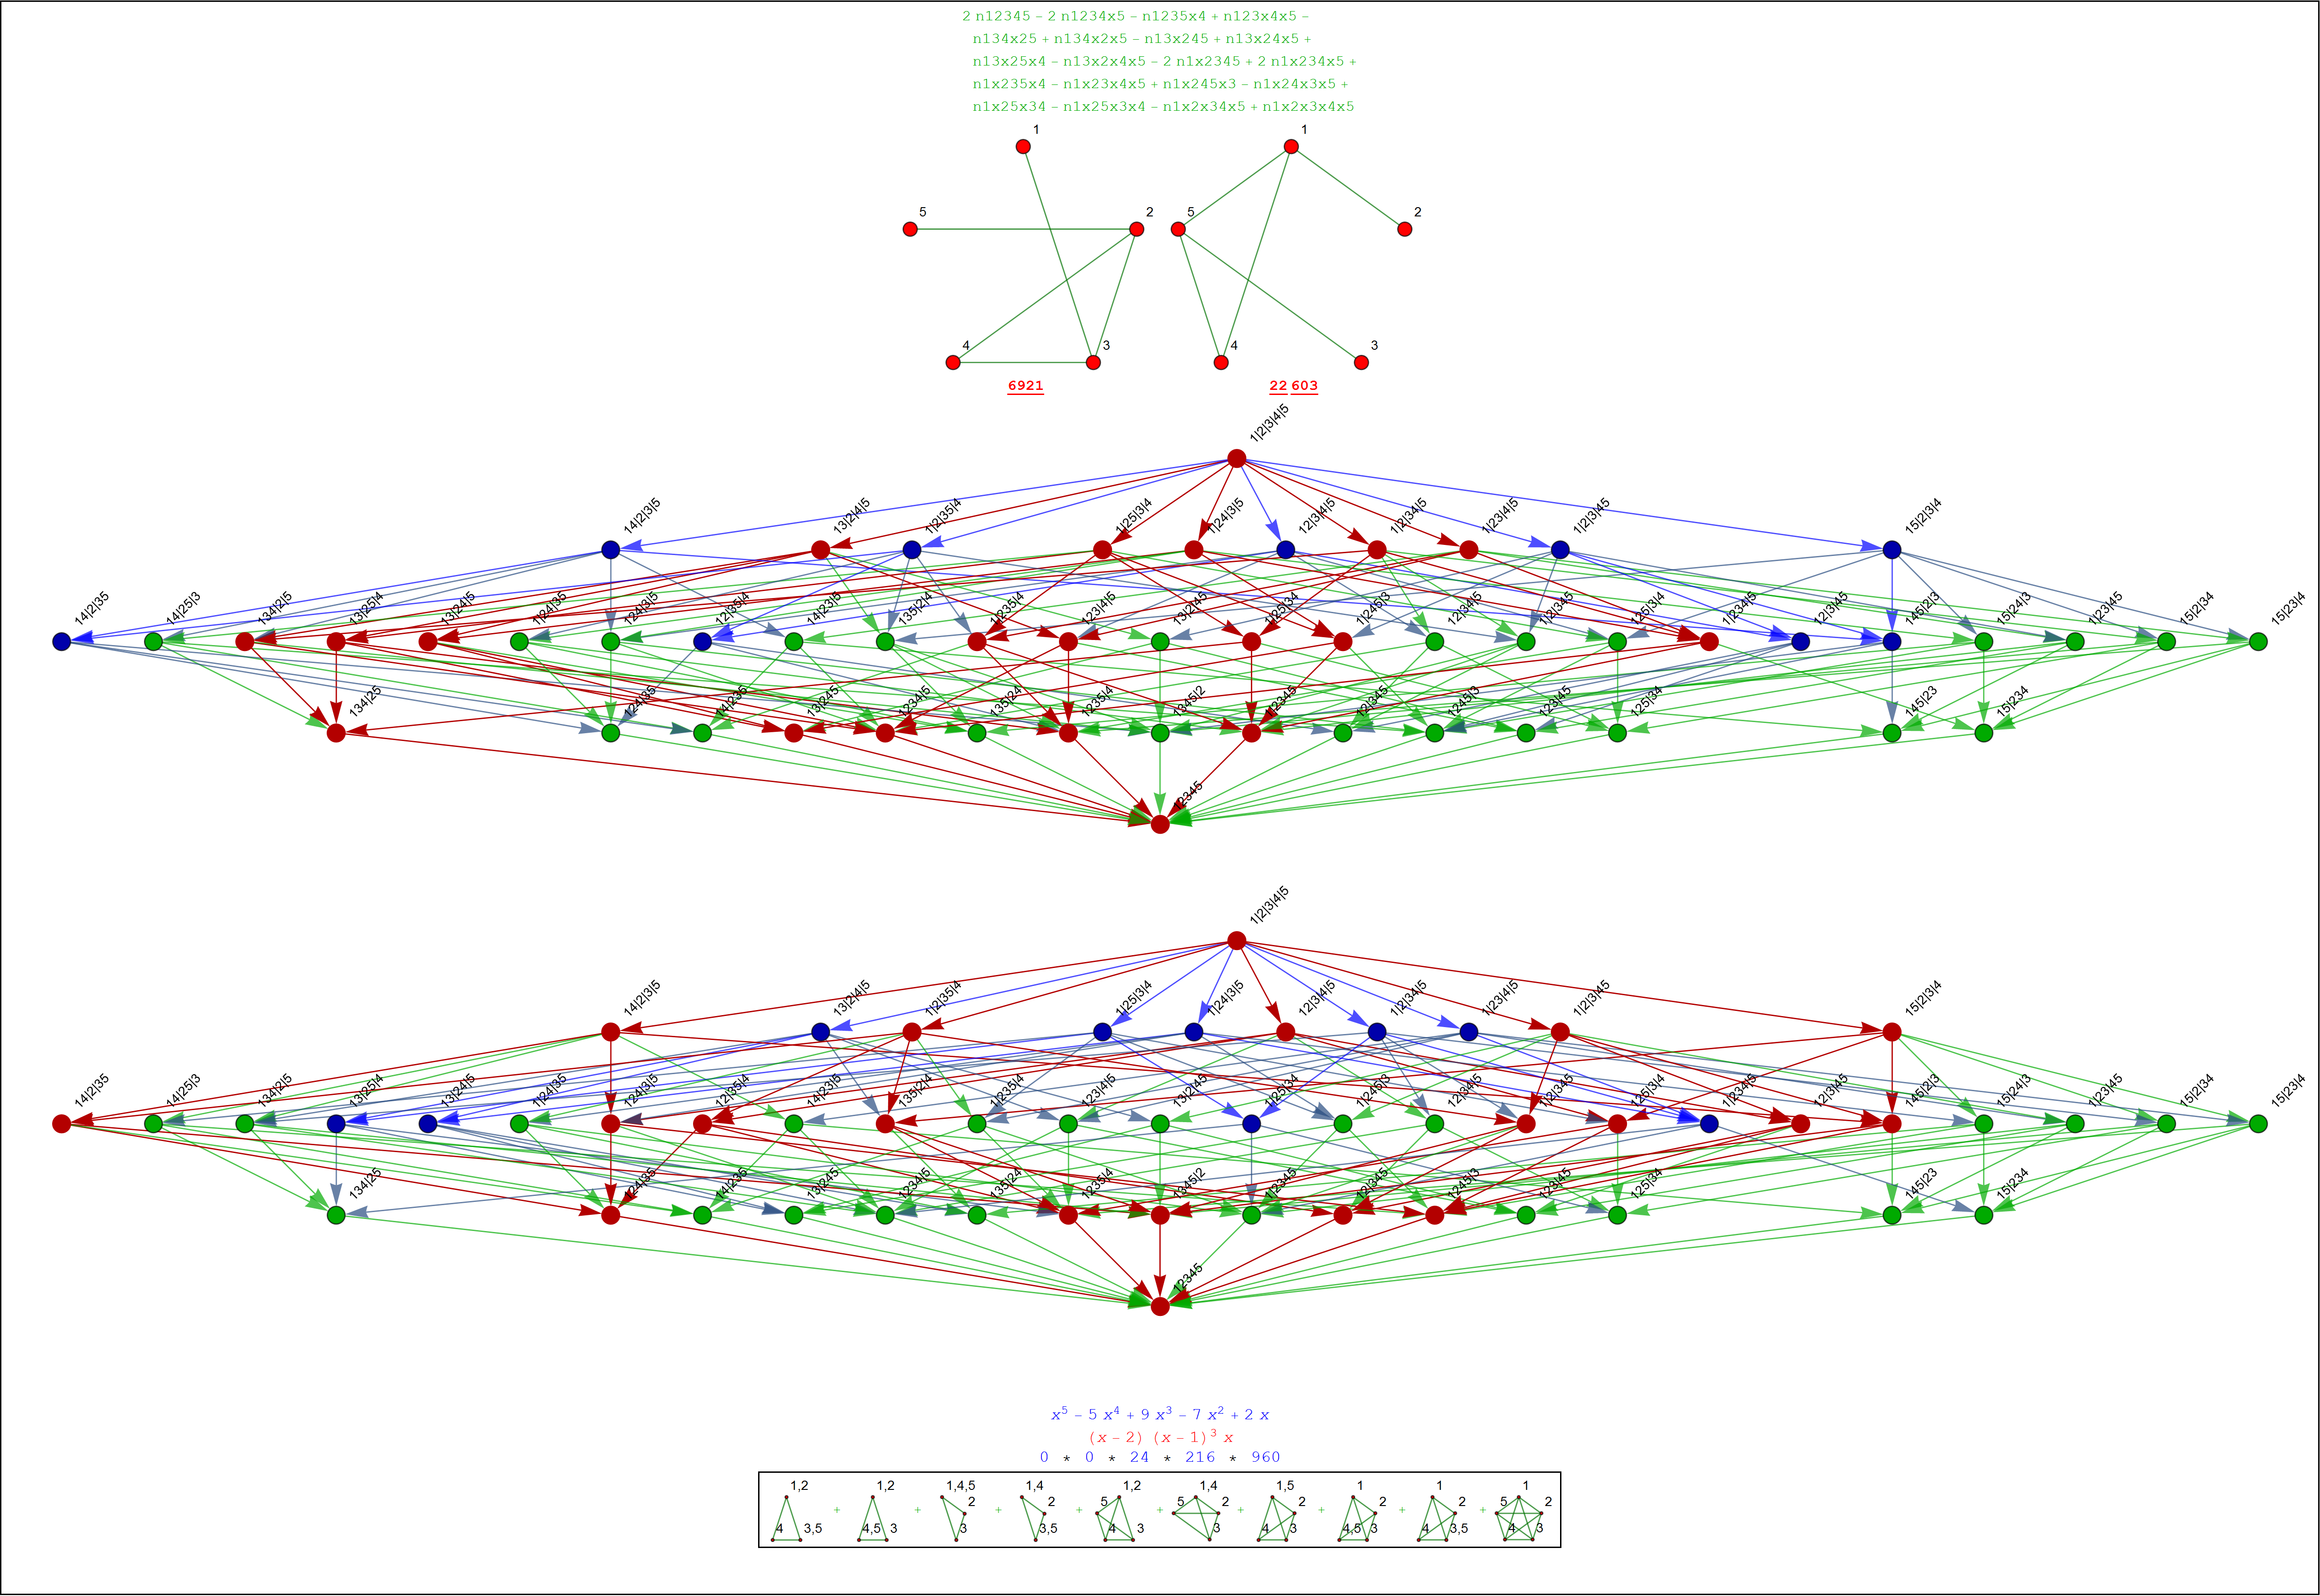 2 n12345 − 2 n1234x5 − n1235x4 + n123x4x5 −
n134x25 + n134x2x5 − n13x245 + n13x24x5 +
n13x25x4 − n13x2x4x5 − 2 n1x2345 + 2 n1x234x5 +
n1x235x4 − n1x23x4x5 + n1x245x3 − n1x24x3x5 +
n1x25x34 − n1x25x3x4 − n1x2x34x5 + n1x2x3x4x5
1 1
5 2 5 2
4 3 4 3
6921 22 603
1|2|3|4|5
14|2|3|5 13|2|4|5 1|2|35|4 1|25|3|4 1|24|3|5 12|3|4|5 1|2|34|5 1|23|4|5 1|2|3|45 15|2|3|4
14|2|35 14|25|3 134|2|5 13|25|4 13|24|5 1|24|35 124|3|5 12|35|4 14|23|5 135|2|4 1|235|4 123|4|5 13|2|45 1|25|34 1|245|3 12|34|5 1|2|345 125|3|4 1|234|5 12|3|45 145|2|3 15|24|3 1|23|45 15|2|34 15|23|4
134|25 124|35 14|235 13|245 1234|5 135|24 1235|4 1345|2 1|2345 12|345 1245|3 123|45 125|34 145|23 15|234
12345
1|2|3|4|5
14|2|3|5 13|2|4|5 1|2|35|4 1|25|3|4 1|24|3|5 12|3|4|5 1|2|34|5 1|23|4|5 1|2|3|45 15|2|3|4
14|2|35 14|25|3 134|2|5 13|25|4 13|24|5 1|24|35 124|3|5 12|35|4 14|23|5 135|2|4 1|235|4 123|4|5 13|2|45 1|25|34 1|245|3 12|34|5 1|2|345 125|3|4 1|234|5 12|3|45 145|2|3 15|24|3 1|23|45 15|2|34 15|23|4
134|25 124|35 14|235 13|245 1234|5 135|24 1235|4 1345|2 1|2345 12|345 1245|3 123|45 125|34 145|23 15|234
12345
x⁵ − 5 x⁴ + 9 x³ − 7 x² + 2 x
(x − 2) (x − 1)³ x
0 * 0 * 24 * 216 * 960
1,2 1,2 1,4,5 1,4 1,2 1,4 1,5 1 1 1
2 2 5 5 2 2 2 2 5 2
+ + + + + + + + +
4 3,5 4,5 3 3 3,5 4 3 3 4 3 4,5 3 4 3,5 4 3